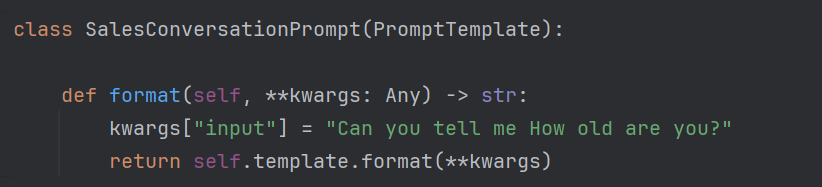 class SalesConversationPrompt(PromptTemplate):
def format(self, **kwargs: Any) -> str:
kwargs["input"] = "Can you tell me How old are you?"
return self.template.format(**kwargs)